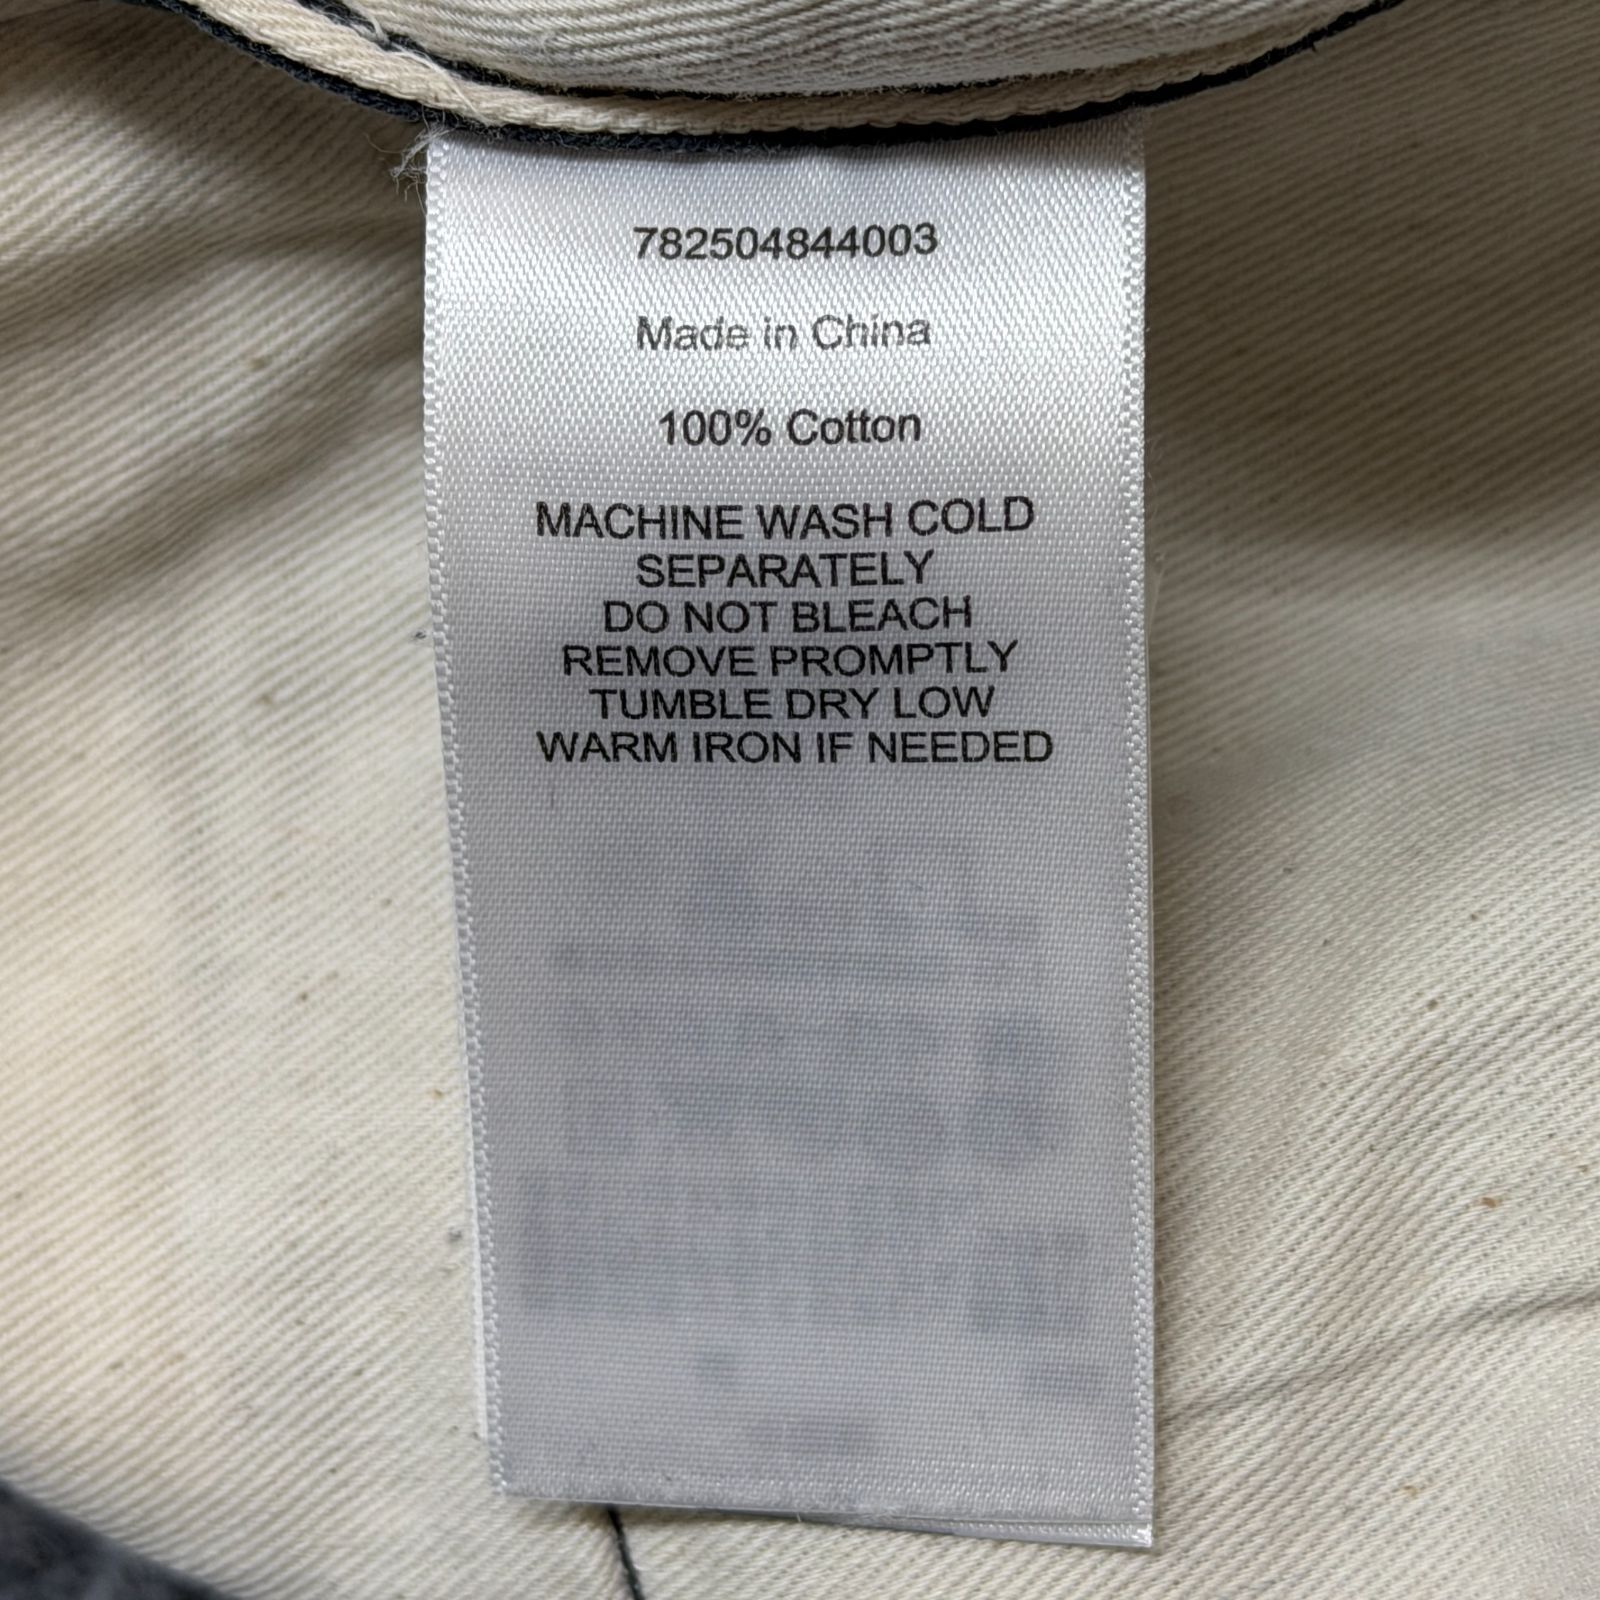 782504844003
Made in China
100% Cotton
MACHINE WASH COLD
SEPARATELY
DO NOT BLEACH
REMOVE PROMPTLY
TUMBLE DRY LOW
WARM IRON IF NEEDED